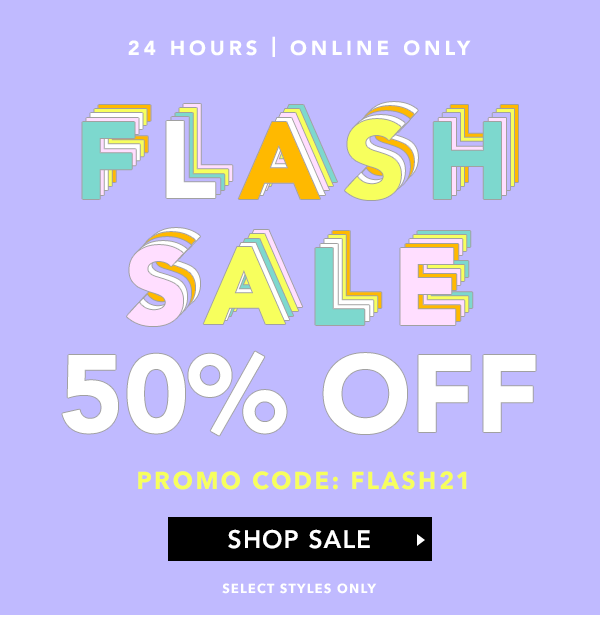 24 HOURS | ONLINE ONLY
FLASH
SALE
50% OFF
PROMO CODE: FLASH21
SHOP SALE
SELECT STYLES ONLY